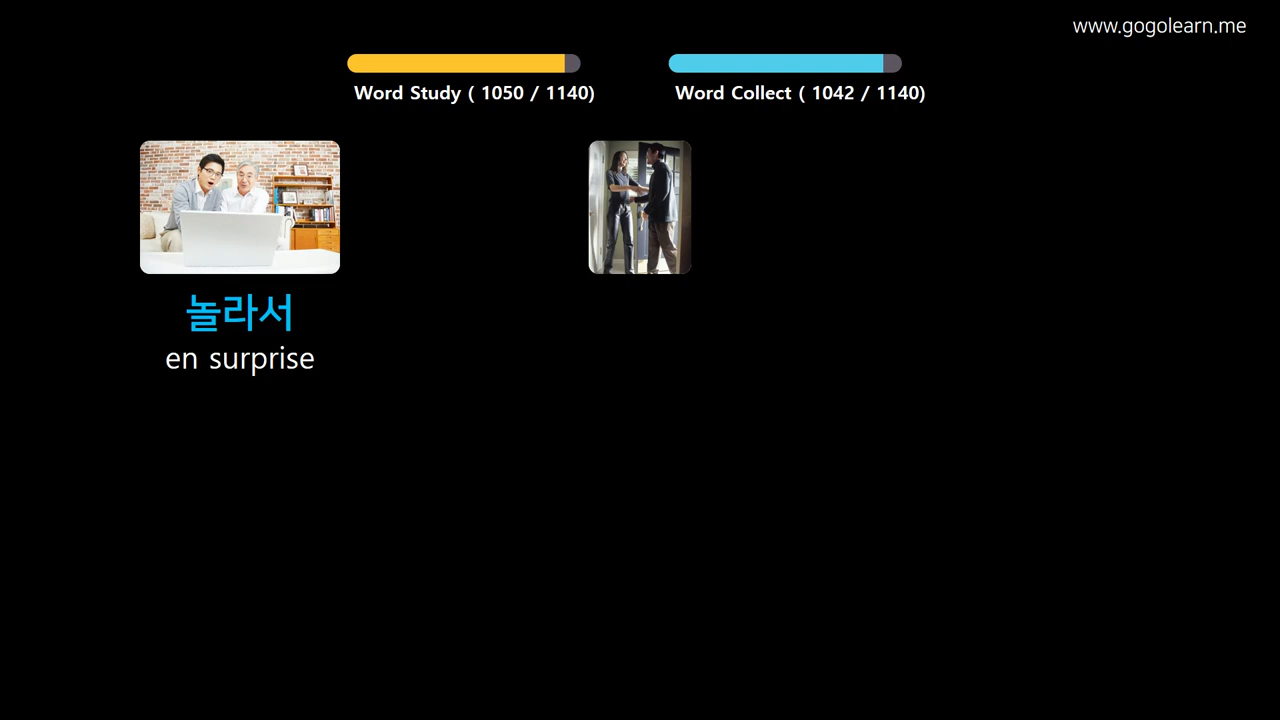 www.gogolearn.me
Word Study ( 1050 / 1140)
Word Collect ( 1042 / 1140)
놀라서
en surprise